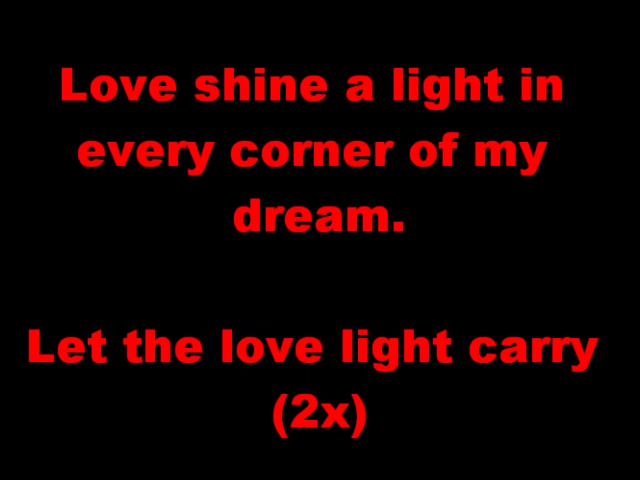 Love shine a light in
every corner of my
dream.
Let the love light carry
(2x)